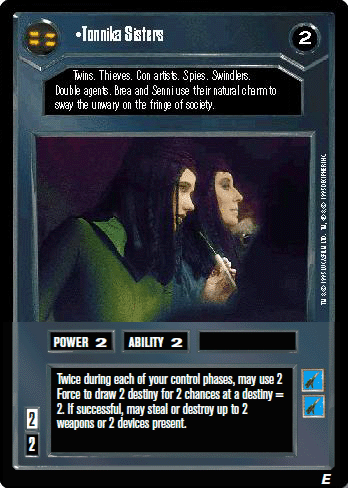 •Tonnika Sisters
2
Twins. Thieves. Con artists. Spies. Swindlers.
Double agents. Brea and Senni use their natural charm to
sway the unwary on the fringe of society.
POWER 2 ABILITY 2
Twice during each of your control phases, may use 2
Force to draw 2 destiny for 2 chances at a destiny =
2. If successful, may steal or destroy up to 2
weapons or 2 devices present.
2
2
E